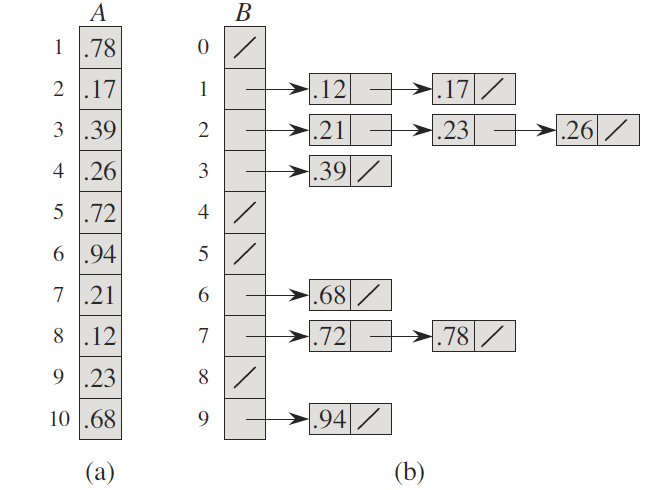 A B
1 .78 0
2 .17 1 .12 .17
3 .39 2 .21 .23 .26
4 .26 3 .39
5 .72 4
6 .94 5
7 .21 6 .68
8 .12 7 .72 .78
9 .23 8
10 .68 9 .94
(a) (b)